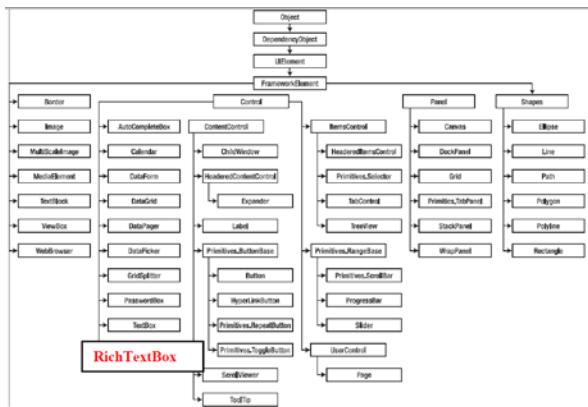 Object
DependencyObject
UIElement
FrameworkElement
Border
Image
MultiScaleImage
MediaElement
TextBlock
ViewBox
WebBrowser
Control
AutoCompleteBox
Calendar
DataForm
DataGrid
DataPager
DatePicker
GridSplitter
PasswordBox
TextBox
RichTextBox
ContentControl
ChildWindow
HeaderedContentControl
Expander
Label
Primitives.ButtonBase
Button
HyperLinkButton
Primitives.RepeatButton
Primitives.ToggleButton
ScrollViewer
ToolTip
ItemsControl
HeaderedItemsControl
Primitives.Selector
TabControl
TreeView
Primitives.RangeBase
Primitives.ScrollBar
ProgressBar
Slider
UserControl
Page
Panel
Canvas
DockPanel
Grid
Primities.TabPanel
StackPanel
WrapPanel
Shapes
Ellipse
Line
Path
Polygon
Polyline
Rectangle